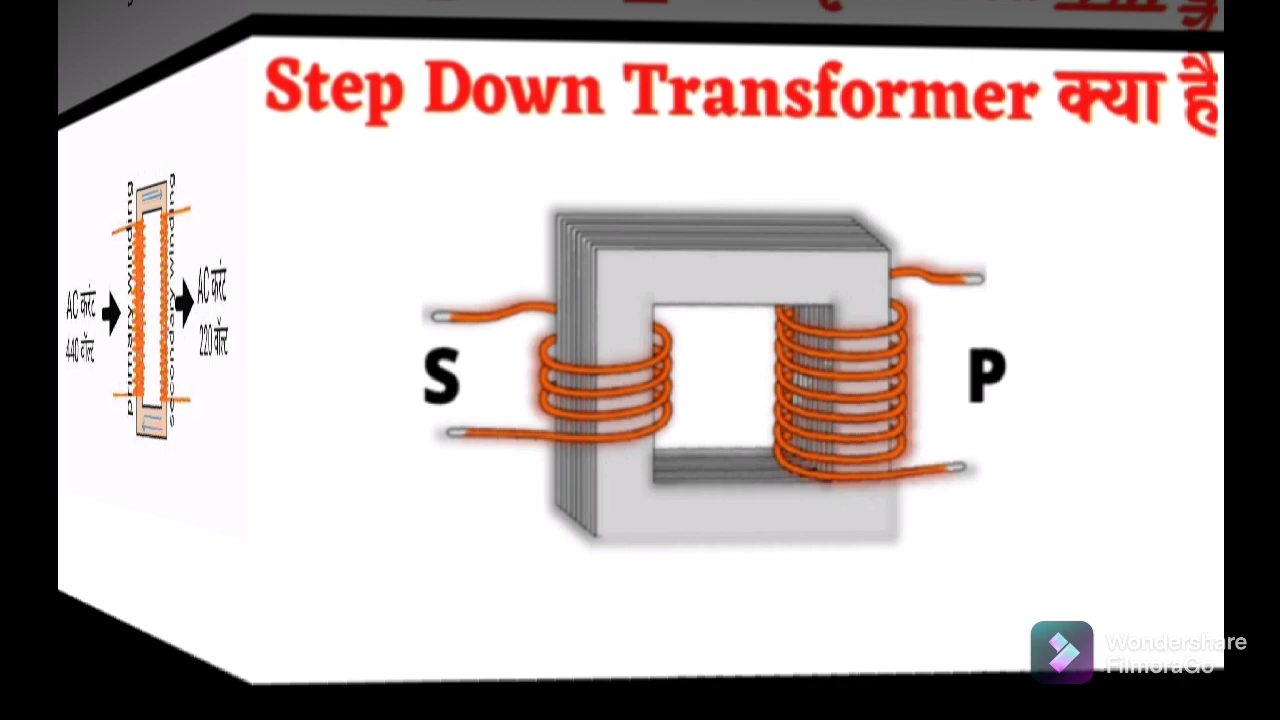 Step Down Transformer क्या है
Primary Winding
Secondary Winding
AC करंट
440 वॉल्ट
AC करंट
220 वॉल्ट
S
P
Wondershare
FilmoraGo